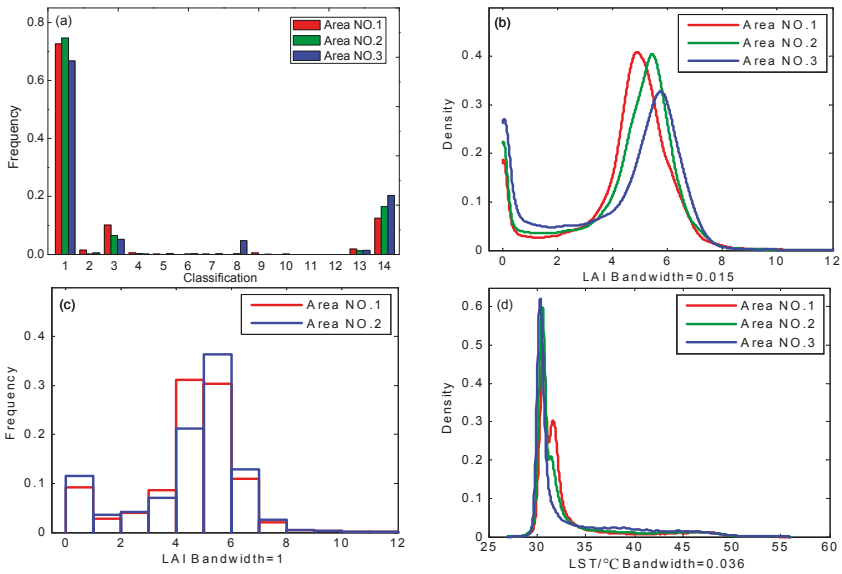 (a)
Area NO.1
Area NO.2
Area NO.3
0.8
0.6
0.4
0.2
0.0
Frequency
1 2 3 4 5 6 7 8 9 10 11 12 13 14
Classification
(b)
Area NO.1
Area NO.2
Area NO.3
0.4
0.3
0.2
0.1
0
Density
0 2 4 6 8 10 12
LAI Bandwidth=0.015
(c)
Area NO.1
Area NO.2
0.4
0.3
0.2
0.1
0
Frequency
0 2 4 6 8 10 12
LAI Bandwidth=1
(d)
Area NO.1
Area NO.2
Area NO.3
0.6
0.5
0.4
0.3
0.2
0.1
0
Density
25 30 35 40 45 50 55 60
LST/°C Bandwidth=0.036